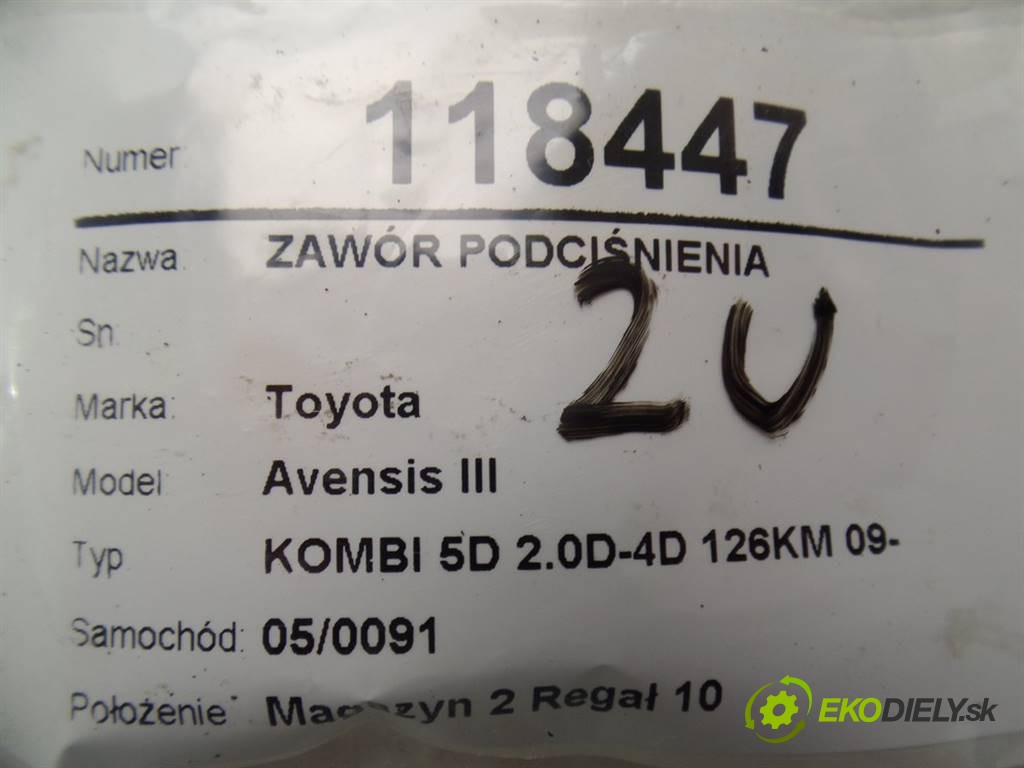 Numer 118447
Nazwa ZAWÓR PODCIŚNIENIA
2U
Sn.
Marka: Toyota
Model: Avensis III
Typ KOMBI 5D 2.0D-4D 126KM 09-
Samochód: 05/0091
Położenie Magazyn 2 Regał 10
EKODIELY.sk